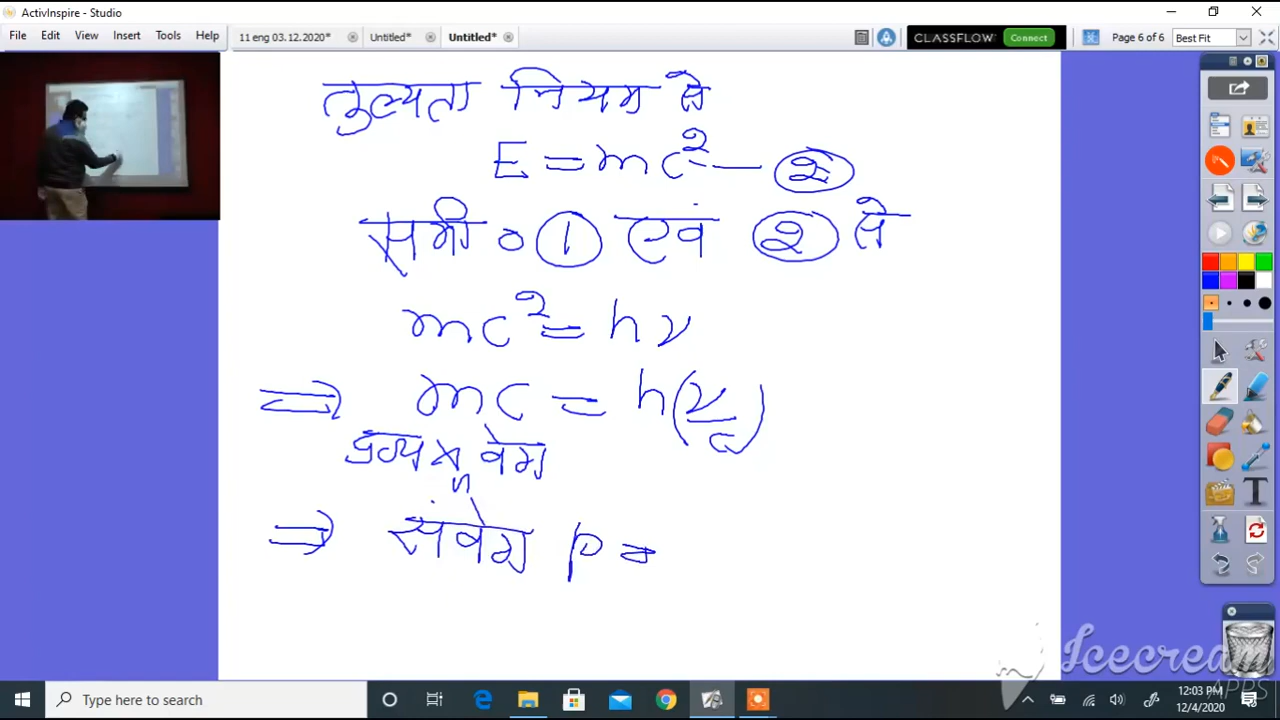 ActivInspire - Studio
File Edit View Insert Tools Help 11 eng 03.12.2020* Untitled* Untitled* CLASSFLOW Connect Page 6 of 6 Best Fit
तुल्यता नियम से
E = mc² — ②
समी० ① एवं ② से
mc² = hν
⇒ mc = h(ν/c)
द्रव्य × वेग
⇒ संवेग p =
Icecream
APPS
Type here to search
12:03 PM
12/4/2020